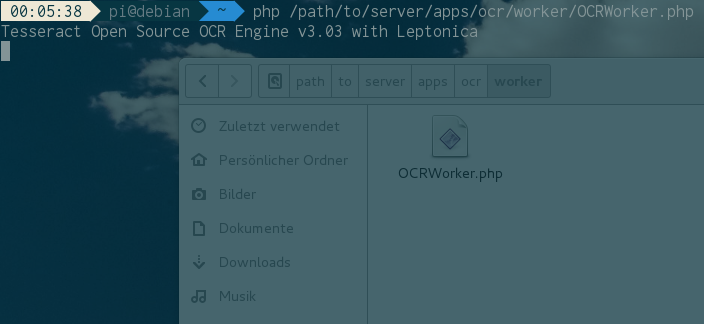 00:05:38 pi@debian ~ php /path/to/server/apps/ocr/worker/OCRWorker.php
Tesseract Open Source OCR Engine v3.03 with Leptonica
path to server apps ocr worker
Zuletzt verwendet
Persönlicher Ordner
Bilder
Dokumente
Downloads
Musik
OCRWorker.php